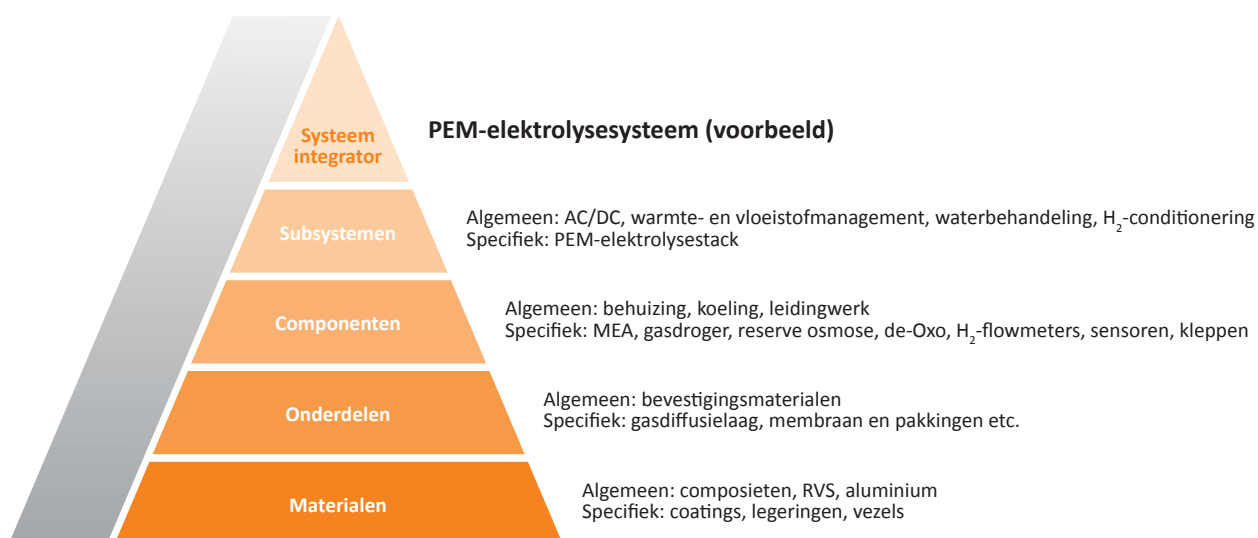 PEM-elektrolysesysteem (voorbeeld)
Systeem
integrator
Subsystemen
Algemeen: AC/DC, warmte- en vloeistofmanagement, waterbehandeling, H₂-conditionering
Specifiek: PEM-elektrolysestack
Componenten
Algemeen: behuizing, koeling, leidingwerk
Specifiek: MEA, gasdroger, reserve osmose, de-Oxo, H₂-flowmeters, sensoren, kleppen
Onderdelen
Algemeen: bevestigingsmaterialen
Specifiek: gasdiffusielaag, membraan en pakkingen etc.
Materialen
Algemeen: composieten, RVS, aluminium
Specifiek: coatings, legeringen, vezels